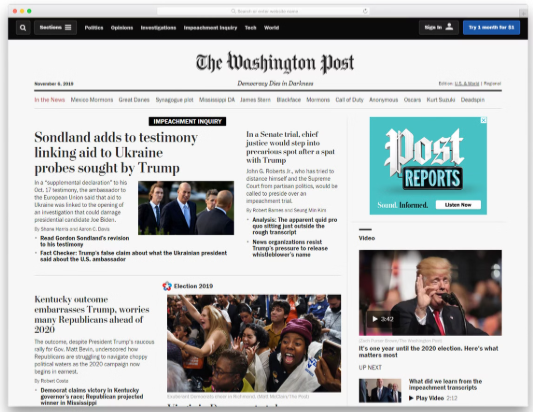 Search or enter website name
Sections
Politics Opinions Investigations Impeachment Inquiry Tech World
Sign in
Try 1 month for $1
The Washington Post
November 6, 2019
Democracy Dies in Darkness
Edition: U.S. & World | Regional
In the News Mexico Mormons Great Danes Synagogue plot Mississippi DA James Stern Blackface Mormons Call of Duty Anonymous Oscars Kurt Suzuki Deadspin
IMPEACHMENT INQUIRY
Sondland adds to testimony
linking aid to Ukraine
probes sought by Trump
In a "supplemental declaration" to his
Oct. 17 testimony, the ambassador to
the European Union said that aid to
Ukraine was linked to the opening of
an investigation that could damage
presidential candidate Joe Biden.
By Shane Harris and Aaron C. Davis
Read Gordon Sondland's revision
to his testimony
Fact Checker: Trump's false claim about what the Ukrainian president
said about the U.S. ambassador
In a Senate trial, chief
justice would step into
precarious spot after a spat
with Trump
John G. Roberts Jr., who has tried
to distance himself and the Supreme
Court from partisan politics, would be
called to preside over an
impeachment trial.
By Robert Barnes and Seung Min Kim
Analysis: The apparent quid pro
quo sitting just outside the
rough transcript
News organizations resist
Trump's pressure to release
whistleblower's name
Post
REPORTS
Sound. Informed.
Listen Now
Video
3:42
It's one year until the 2020 election. Here's what
matters most
UP NEXT
What did we learn from the
impeachment transcripts
Play Video 2:12
Election 2019
Kentucky outcome
embarrasses Trump, worries
many Republicans ahead of
2020
The outcome, despite President Trump's raucous
rally for Gov. Matt Bevin, underscored how
Republicans are struggling to navigate choppy
political waters as the 2020 campaign now
begins in earnest.
By Robert Costa
Democrat claims victory in Kentucky
governor's race; Republican projected
winner in Mississippi